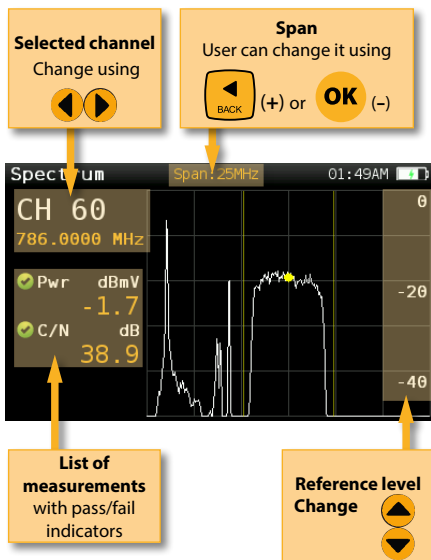 Selected channel
Change using
Span
User can change it using
BACK (+) or OK (–)
Spectrum Span:25MHz 01:49AM
CH 60
786.0000 MHz
Pwr dBmV
-1.7
C/N dB
38.9
0
-20
-40
List of
measurements
with pass/fail
indicators
Reference level
Change